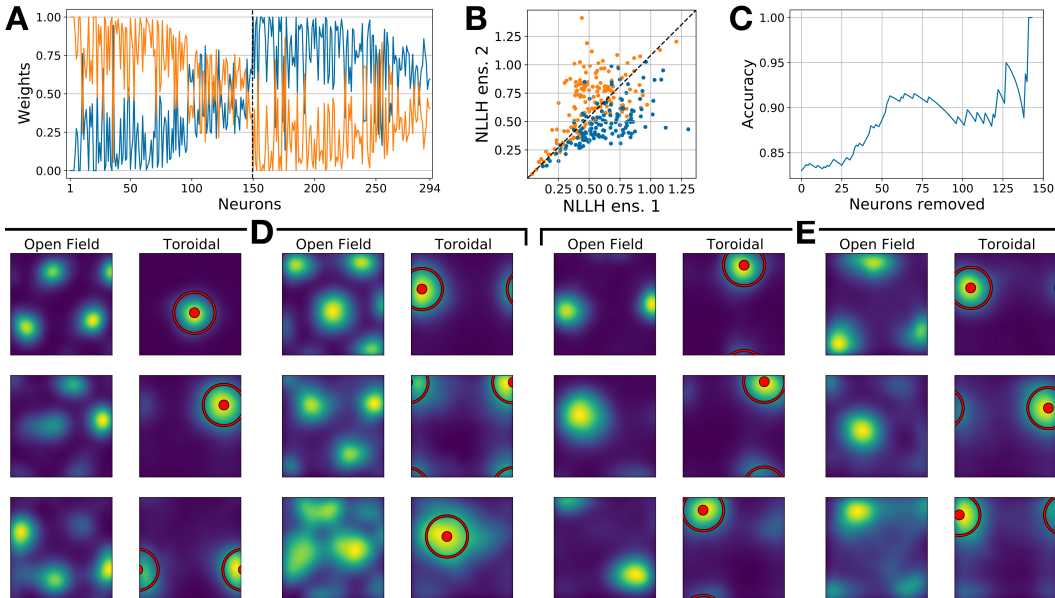 A
Weights
1.00
0.75
0.50
0.25
0.00
1 50 100 150 200 250 294
Neurons
B
NLLH ens. 2
1.25
1.00
0.75
0.50
0.25
0.25 0.50 0.75 1.00 1.25
NLLH ens. 1
C
Accuracy
1.00
0.95
0.90
0.85
0 25 50 75 100 125 150
Neurons removed
D
Open Field Toroidal Open Field Toroidal
E
Open Field Toroidal Open Field Toroidal